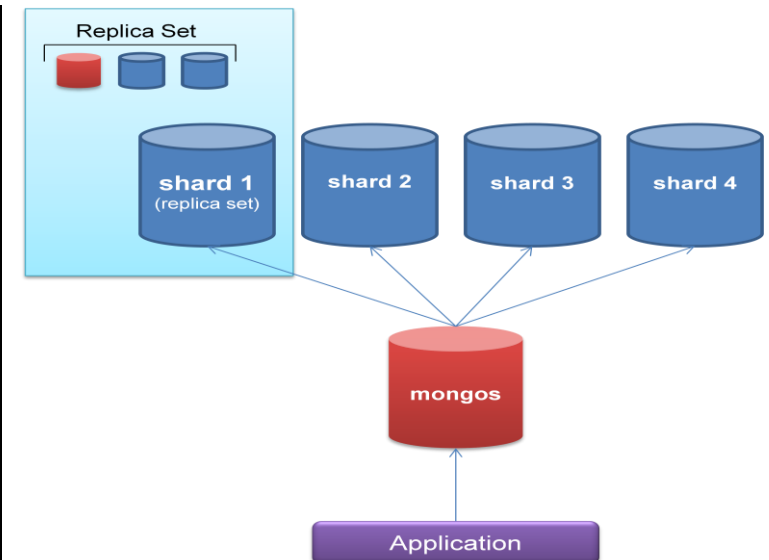 Replica Set
shard 1
(replica set)
shard 2
shard 3
shard 4
mongos
Application